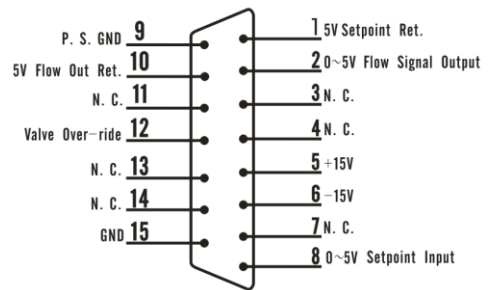 P. S. GND 9
5V Flow Out Ret. 10
N. C. 11
Valve Over-ride 12
N. C. 13
N. C. 14
GND 15
1 5V Setpoint Ret.
2 0~5V Flow Signal Output
3 N. C.
4 N. C.
5 +15V
6 -15V
7 N. C.
8 0~5V Setpoint Input